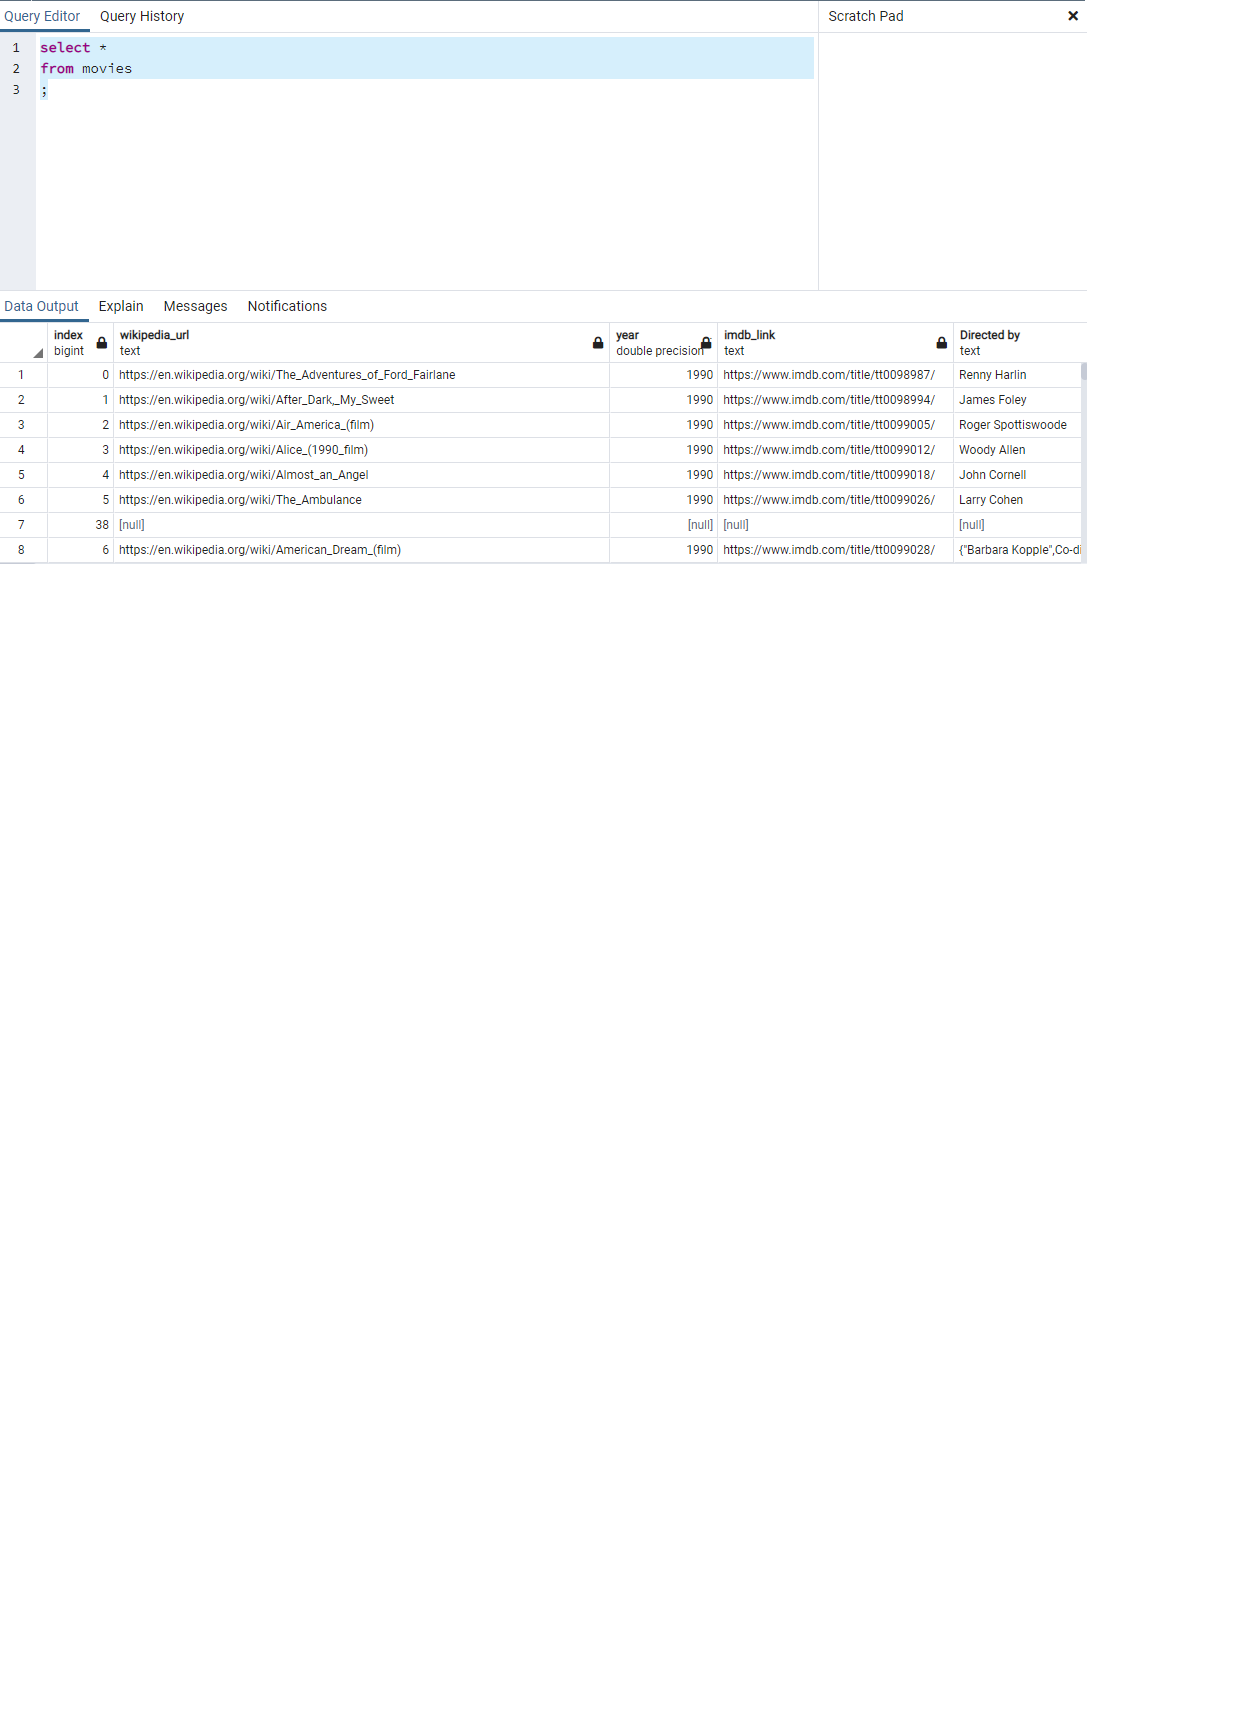 Query Editor Query History Scratch Pad ×
1 select *
2 from movies
3 ;
Data Output Explain Messages Notifications
index wikipedia_url year imdb_link Directed by
bigint text double precision text text
1 0 https://en.wikipedia.org/wiki/The_Adventures_of_Ford_Fairlane 1990 https://www.imdb.com/title/tt0098987/ Renny Harlin
2 1 https://en.wikipedia.org/wiki/After_Dark,_My_Sweet 1990 https://www.imdb.com/title/tt0098994/ James Foley
3 2 https://en.wikipedia.org/wiki/Air_America_(film) 1990 https://www.imdb.com/title/tt0099005/ Roger Spottiswoode
4 3 https://en.wikipedia.org/wiki/Alice_(1990_film) 1990 https://www.imdb.com/title/tt0099012/ Woody Allen
5 4 https://en.wikipedia.org/wiki/Almost_an_Angel 1990 https://www.imdb.com/title/tt0099018/ John Cornell
6 5 https://en.wikipedia.org/wiki/The_Ambulance 1990 https://www.imdb.com/title/tt0099026/ Larry Cohen
7 38 [null] [null] [null] [null]
8 6 https://en.wikipedia.org/wiki/American_Dream_(film) 1990 https://www.imdb.com/title/tt0099028/ {"Barbara Kopple",Co-di